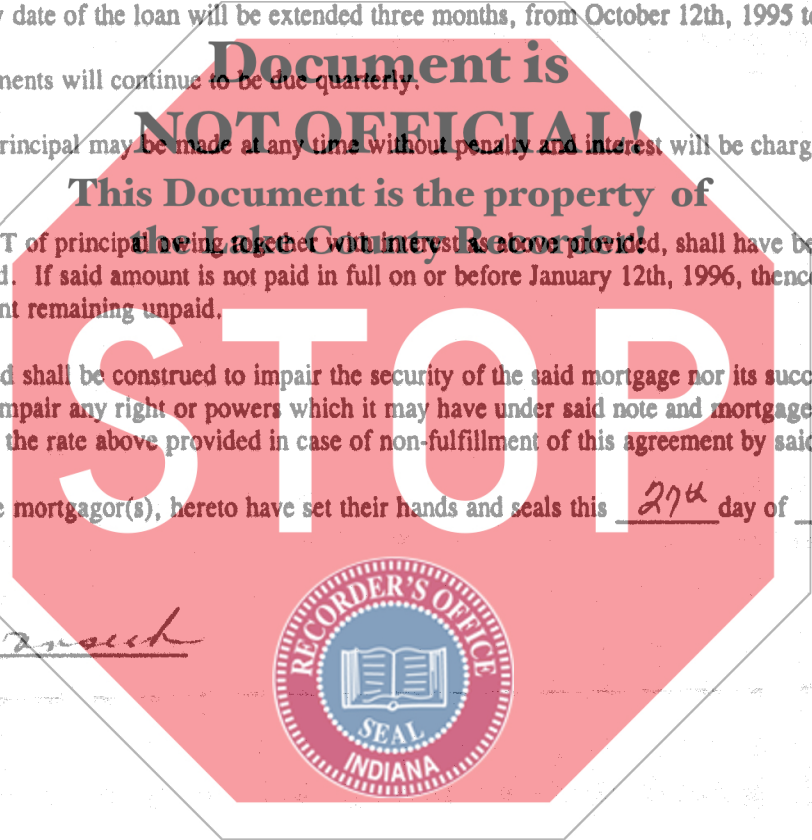 date of the loan will be extended three months, from October 12th, 1995
Document is
ments will continue to be due quarterly.
NOT OFFICIAL!
rincipal may be made at any time without penalty and interest will be charg
This Document is the property of
the Lake County Recorder!
T of principal owing together with interest as above provided, shall have be
d. If said amount is not paid in full on or before January 12th, 1996, thenc
nt remaining unpaid.
STOP
d shall be construed to impair the security of the said mortgage nor its succ
mpair any right or powers which it may have under said note and mortgage
the rate above provided in case of non-fulfillment of this agreement by said
e mortgagor(s), hereto have set their hands and seals this 27th day of
RECORDER'S OFFICE
SEAL
INDIANA